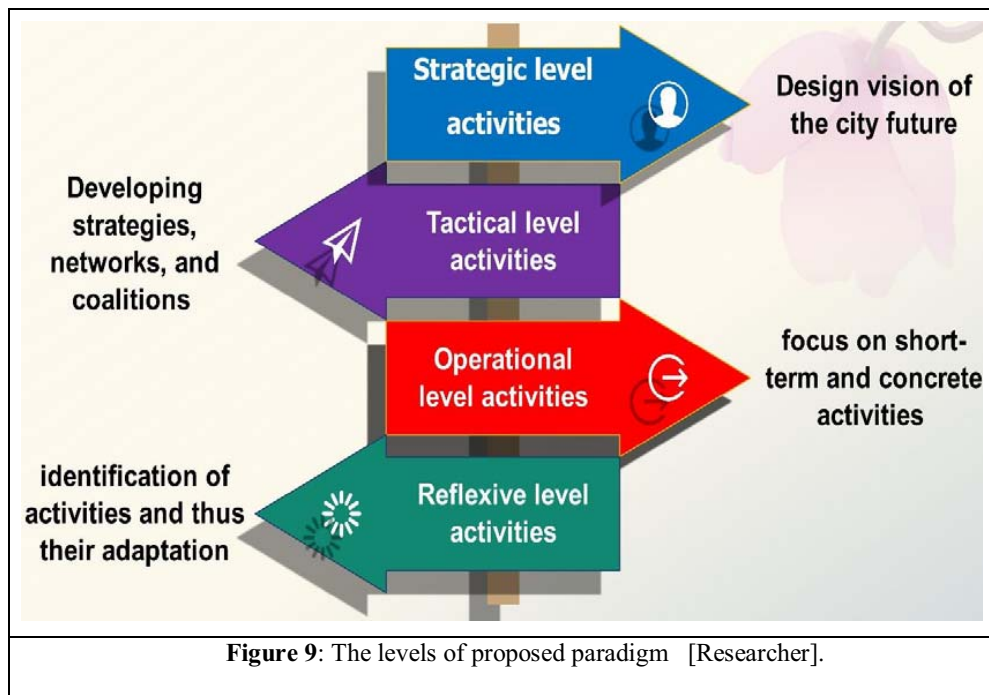 Strategic level
activities
Design vision of
the city future
Developing
strategies,
networks, and
coalitions
Tactical level
activities
Operational
level activities
focus on short-
term and concrete
activities
identification of
activities and thus
their adaptation
Reflexive level
activities
Figure 9: The levels of proposed paradigm [Researcher].